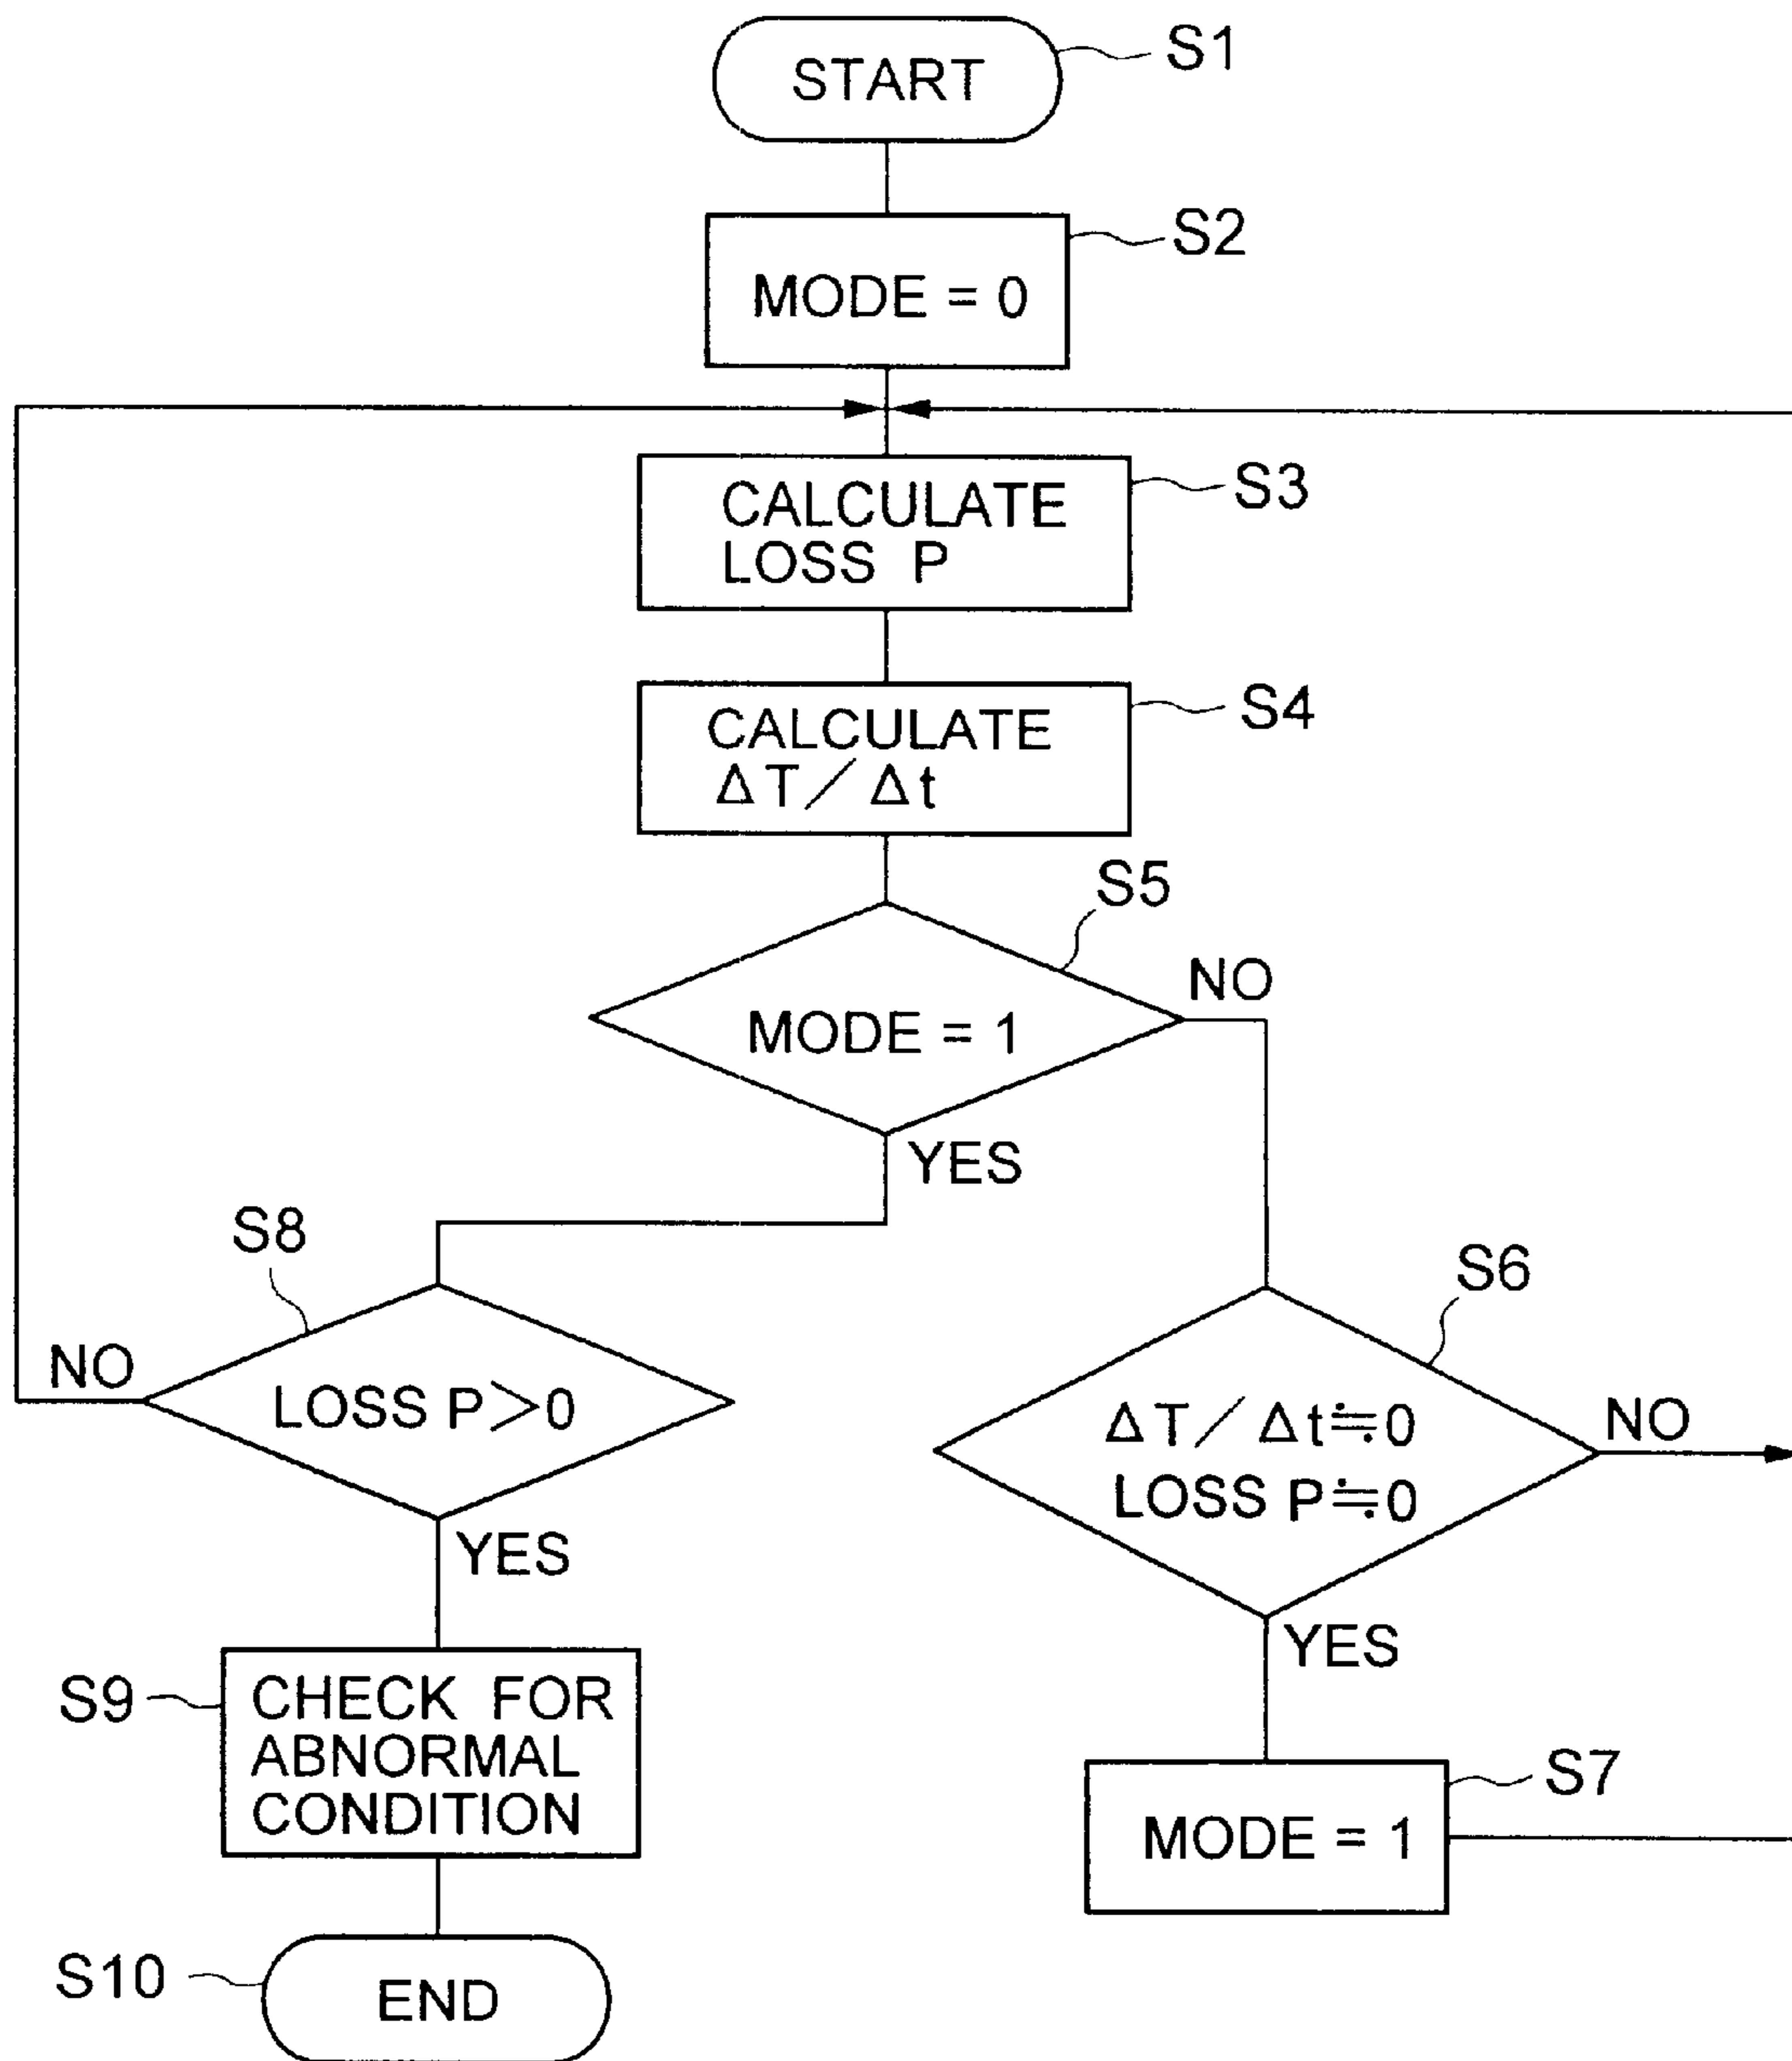 START
S1
S2
MODE = 0
CALCULATE
LOSS P
S3
CALCULATE
ΔT／Δt
S4
S5
MODE = 1
NO
YES
S8
LOSS P＞0
NO
YES
S6
ΔT／Δt≒0
LOSS P≒0
NO
YES
S9
CHECK FOR
ABNORMAL
CONDITION
S7
MODE = 1
S10
END